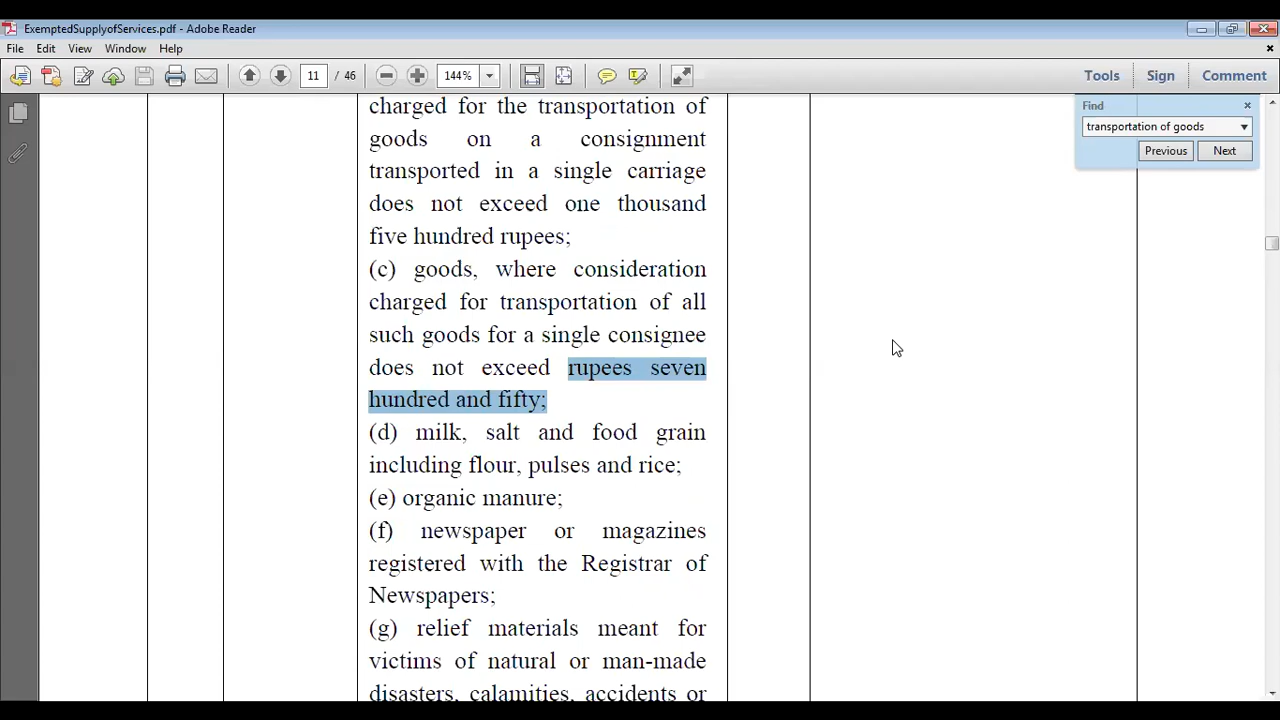 ExemptedSupplyofServices.pdf - Adobe Reader
File Edit View Window Help
11 / 46 144% Tools Sign Comment
Find
transportation of goods
Previous Next
charged for the transportation of
goods on a consignment
transported in a single carriage
does not exceed one thousand
five hundred rupees;
(c) goods, where consideration
charged for transportation of all
such goods for a single consignee
does not exceed rupees seven
hundred and fifty;
(d) milk, salt and food grain
including flour, pulses and rice;
(e) organic manure;
(f) newspaper or magazines
registered with the Registrar of
Newspapers;
(g) relief materials meant for
victims of natural or man-made
disasters, calamities, accidents or